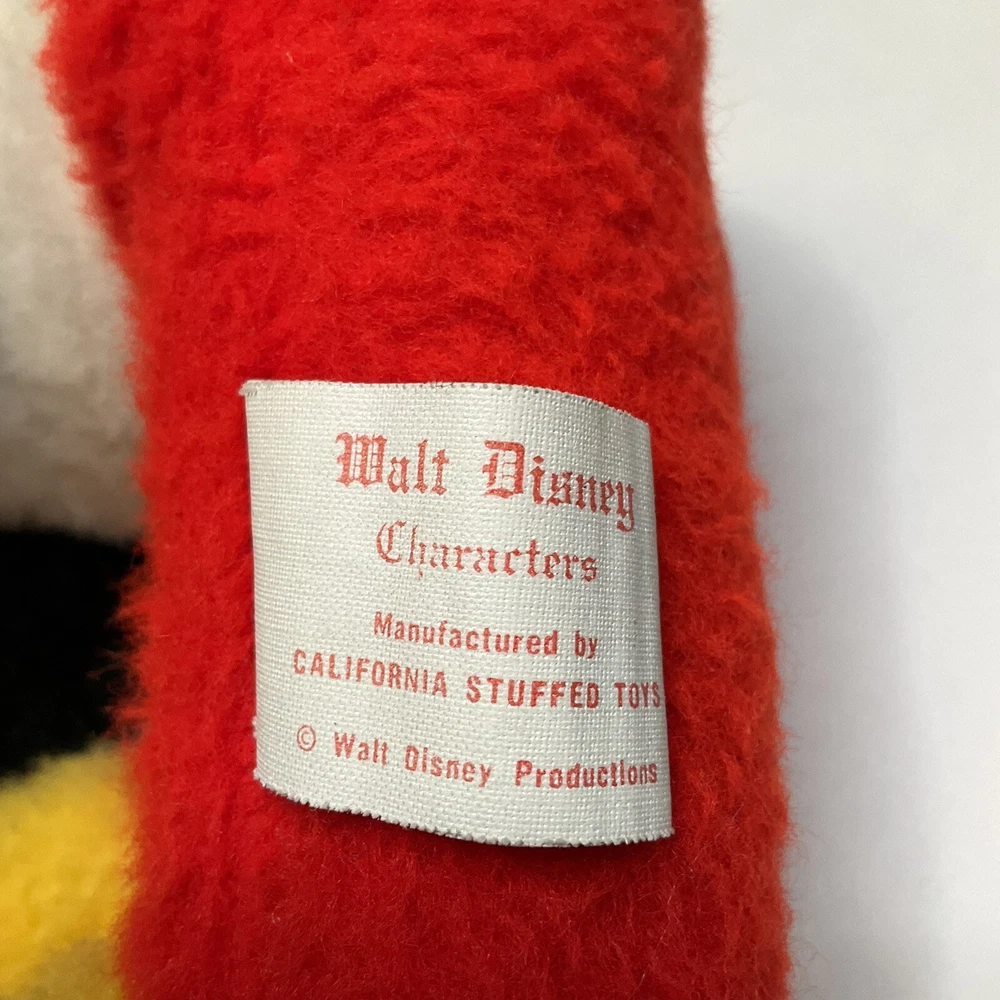 Walt Disney
Characters
Manufactured by
CALIFORNIA STUFFED TOYS
© Walt Disney Productions